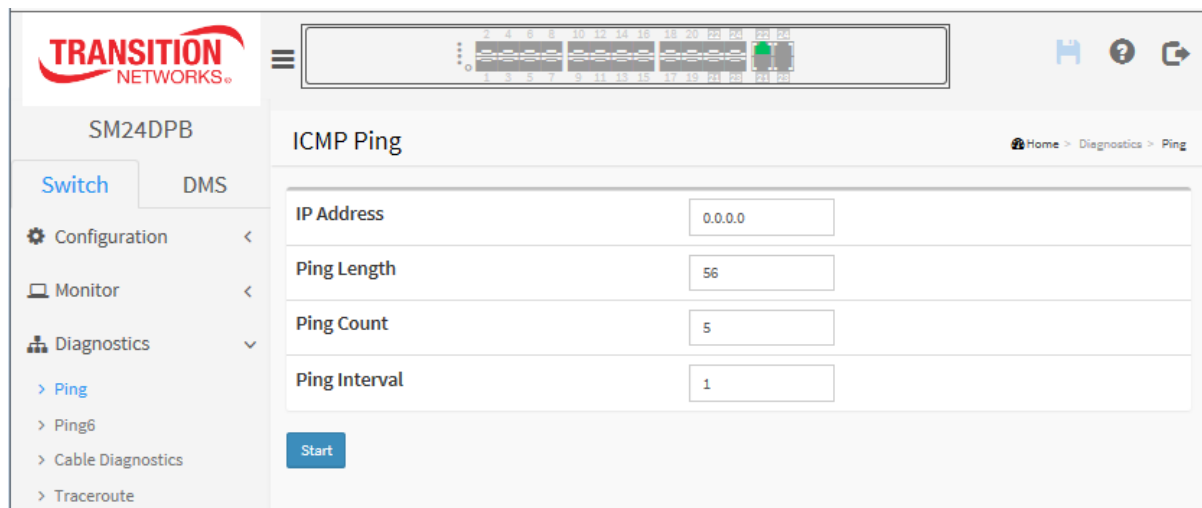 TRANSITION
NETWORKS®
2 4 6 8 10 12 14 16 18 20
1 3 5 7 9 11 13 15 17 19
SM24DPB
ICMP Ping
Home > Diagnostics > Ping
Switch
DMS
Configuration
Monitor
Diagnostics
> Ping
> Ping6
> Cable Diagnostics
> Traceroute
IP Address
0.0.0.0
Ping Length
56
Ping Count
5
Ping Interval
1
Start